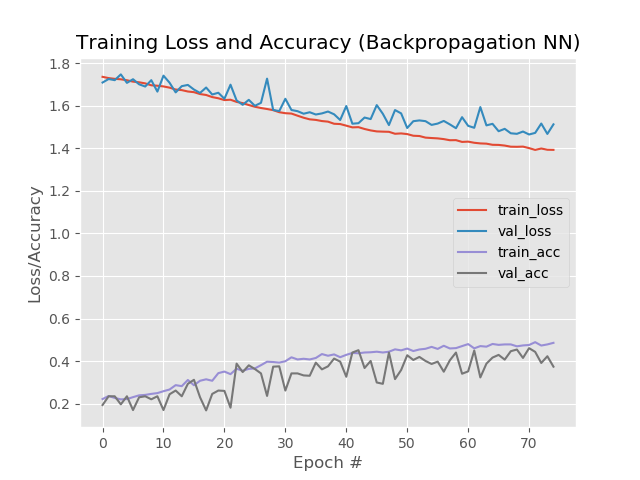 Training Loss and Accuracy (Backpropagation NN)
1.8
1.6
1.4
1.2
1.0
0.8
0.6
0.4
0.2
Loss/Accuracy
train_loss
val_loss
train_acc
val_acc
0 10 20 30 40 50 60 70
Epoch #